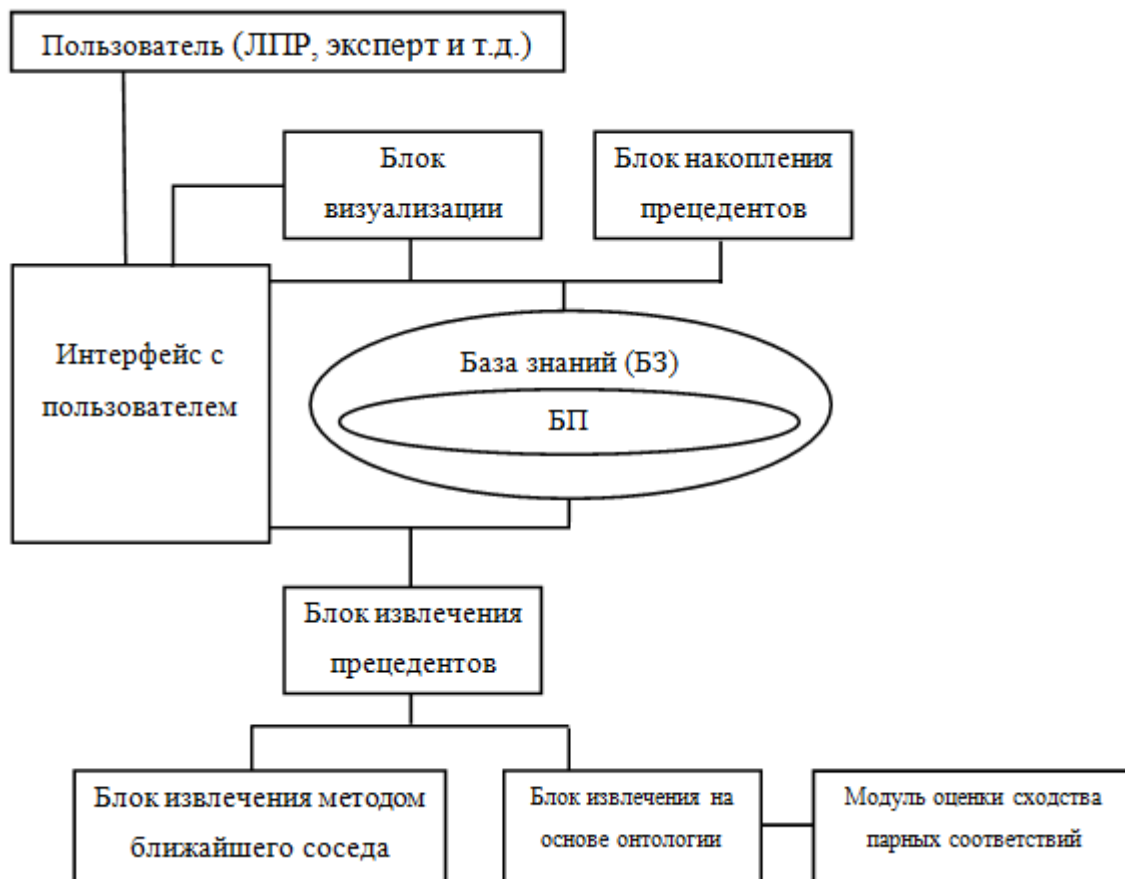 Пользователь (ЛПР, эксперт и т.д.)
Блок
визуализации
Блок накопления
прецедентов
Интерфейс с
пользователем
База знаний (БЗ)
БП
Блок извлечения
прецедентов
Блок извлечения методом
ближайшего соседа
Блок извлечения на
основе онтологии
Модуль оценки сходства
парных соответствий